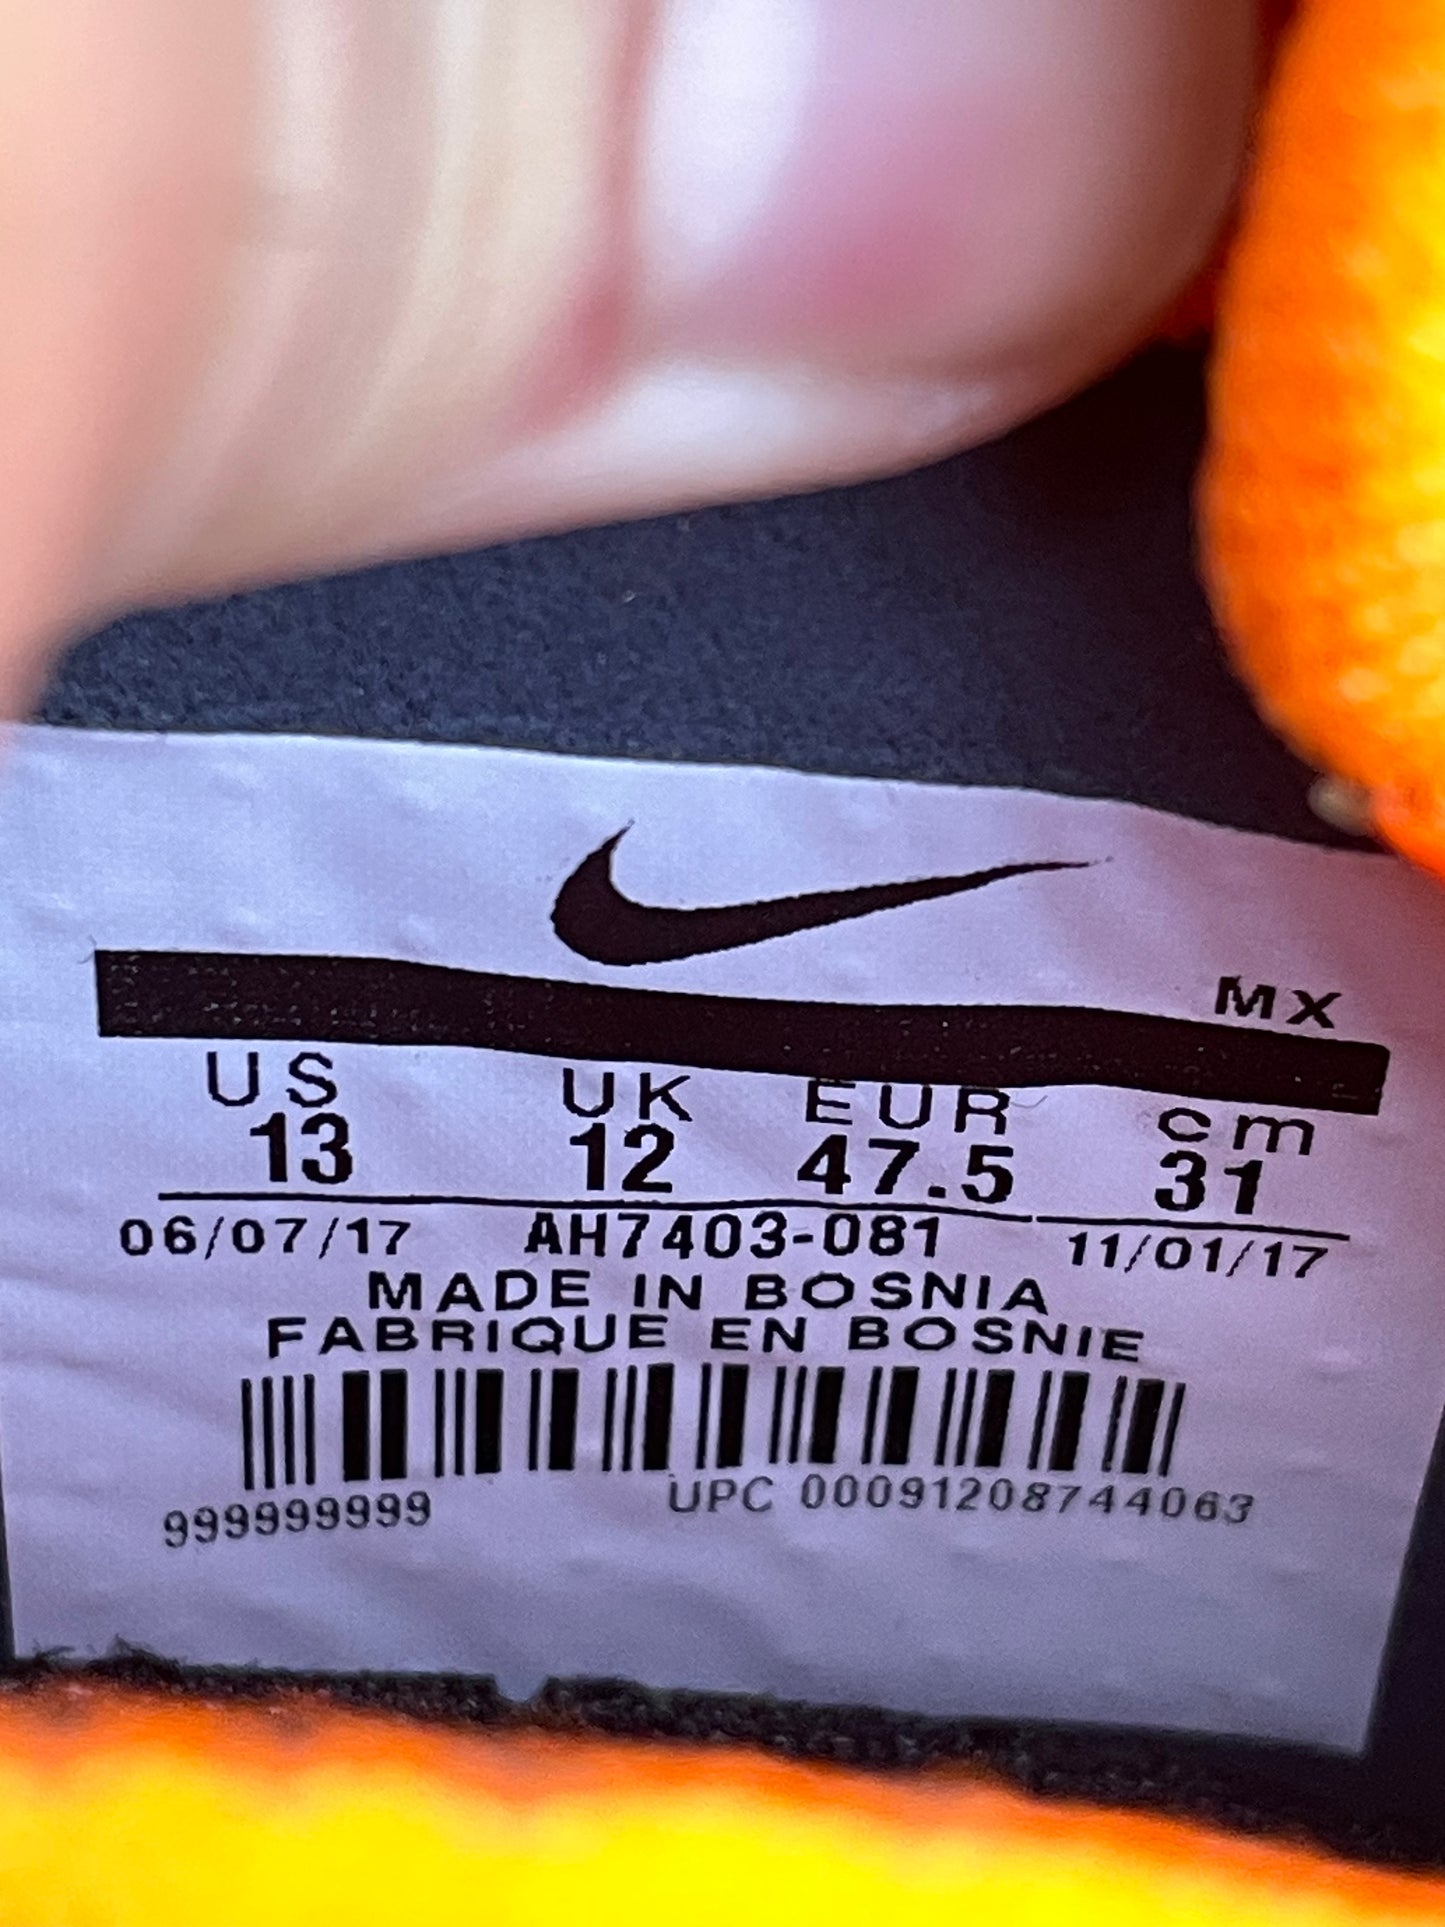 MX
US UK EUR cm
13 12 47.5 31
06/07/17 AH7403-081 11/01/17
MADE IN BOSNIA
FABRIQUE EN BOSNIE
999999999 UPC 00091208744063